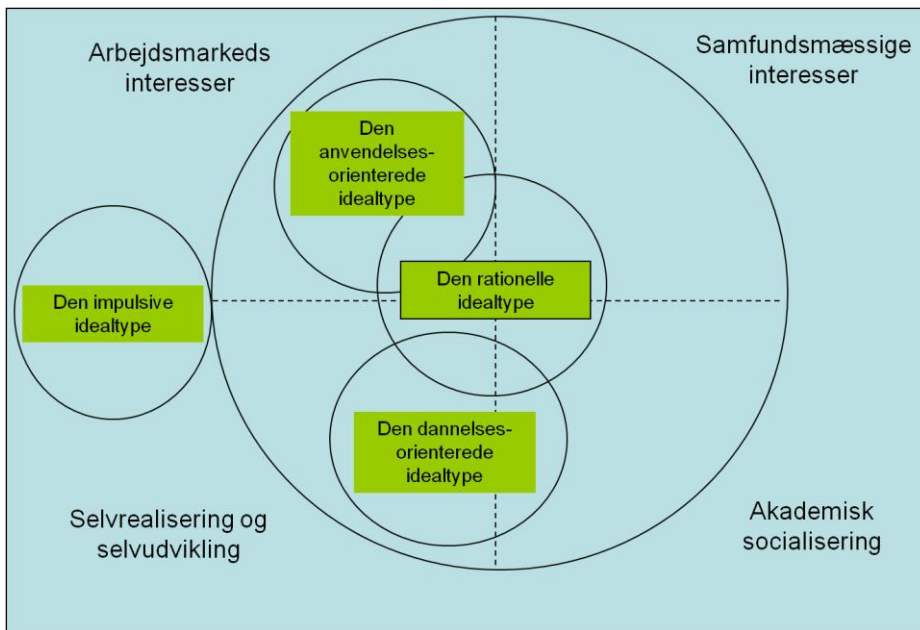 Arbejdsmarkeds
interesser
Samfundsmæssige
interesser
Den
anvendelses-
orienterede
idealtype
Den rationelle
idealtype
Den impulsive
idealtype
Den dannelses-
orienterede
idealtype
Selvrealisering og
selvudvikling
Akademisk
socialisering